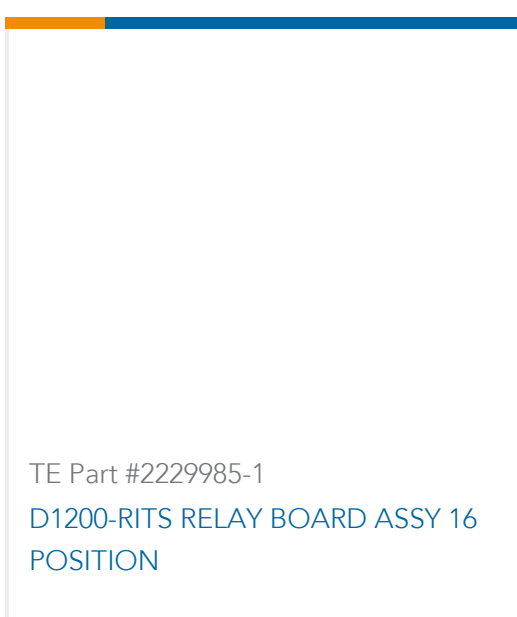 TE Part #2229985-1
D1200-RITS RELAY BOARD ASSY 16
POSITION